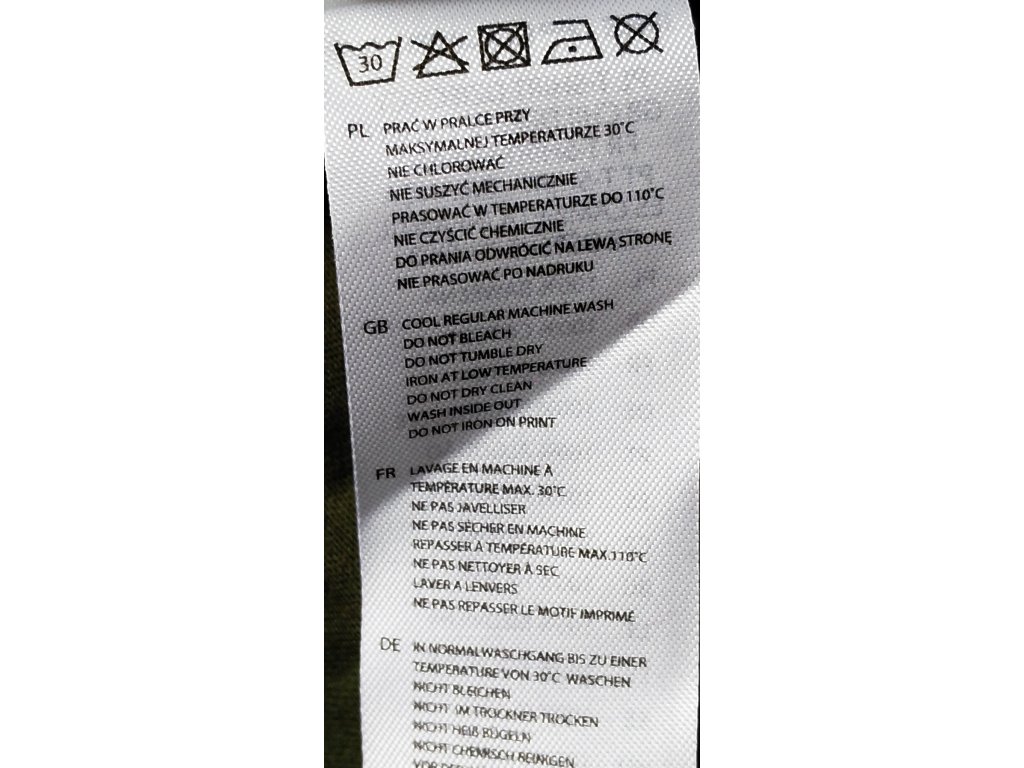 30
PL PRAĆ W PRALCE PRZY
MAKSYMALNEJ TEMPERATURZE 30°C
NIE CHLOROWAĆ
NIE SUSZYĆ MECHANICZNIE
PRASOWAĆ W TEMPERATURZE DO 110°C
NIE CZYŚCIĆ CHEMICZNIE
DO PRANIA ODWRÓCIĆ NA LEWĄ STRONĘ
NIE PRASOWAĆ PO NADRUKU
GB COOL REGULAR MACHINE WASH
DO NOT BLEACH
DO NOT TUMBLE DRY
IRON AT LOW TEMPERATURE
DO NOT DRY CLEAN
WASH INSIDE OUT
DO NOT IRON ON PRINT
FR LAVAGE EN MACHINE À
TEMPÉRATURE MAX. 30°C
NE PAS JAVELLISER
NE PAS SÈCHER EN MACHINE
REPASSER À TEMPÉRATURE MAX.110°C
NE PAS NETTOYER À SEC
LAVER A LENVERS
NE PAS REPASSER LE MOTIF IMPRIMÉ
DE IN NORMALWASCHGANG BIS ZU EINER
TEMPERATURE VON 30°C WASCHEN
NICHT BLEICHEN
NICHT IM TROCKNER TROCKEN
NICHT HEIß BÜGELN
NICHT CHEMISCH REINIGEN